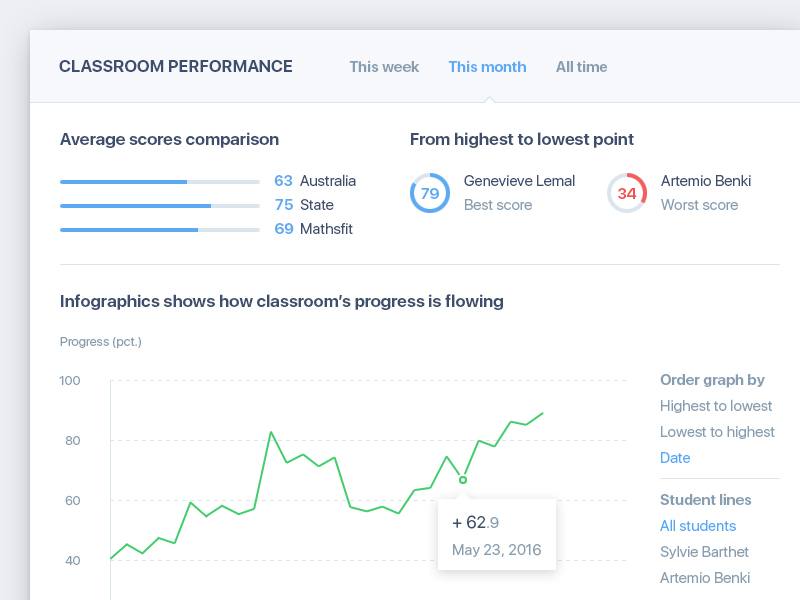 CLASSROOM PERFORMANCE
This week
This month
All time
Average scores comparison
63 Australia
75 State
69 Mathsfit
From highest to lowest point
79
Genevieve Lemal
Best score
34
Artemio Benki
Worst score
Infographics shows how classroom’s progress is flowing
Progress (pct.)
100
80
60
40
+ 62.9
May 23, 2016
Order graph by
Highest to lowest
Lowest to highest
Date
Student lines
All students
Sylvie Barthet
Artemio Benki